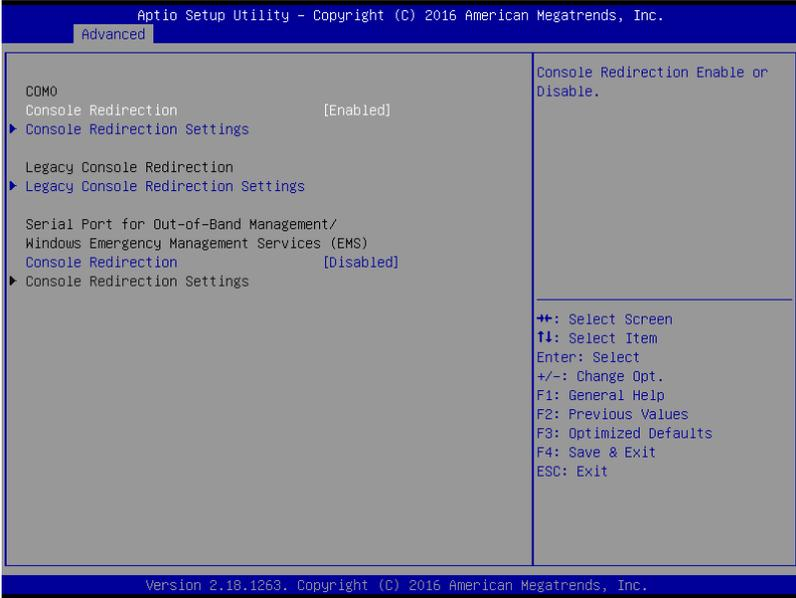 Aptio Setup Utility – Copyright (C) 2016 American Megatrends, Inc.
Advanced
COM0
Console Redirection [Enabled]
Console Redirection Settings
Legacy Console Redirection
Legacy Console Redirection Settings
Serial Port for Out-of-Band Management/
Windows Emergency Management Services (EMS)
Console Redirection [Disabled]
Console Redirection Settings
Console Redirection Enable or
Disable.
→←: Select Screen
↑↓: Select Item
Enter: Select
+/-: Change Opt.
F1: General Help
F2: Previous Values
F3: Optimized Defaults
F4: Save & Exit
ESC: Exit
Version 2.18.1263. Copyright (C) 2016 American Megatrends, Inc.